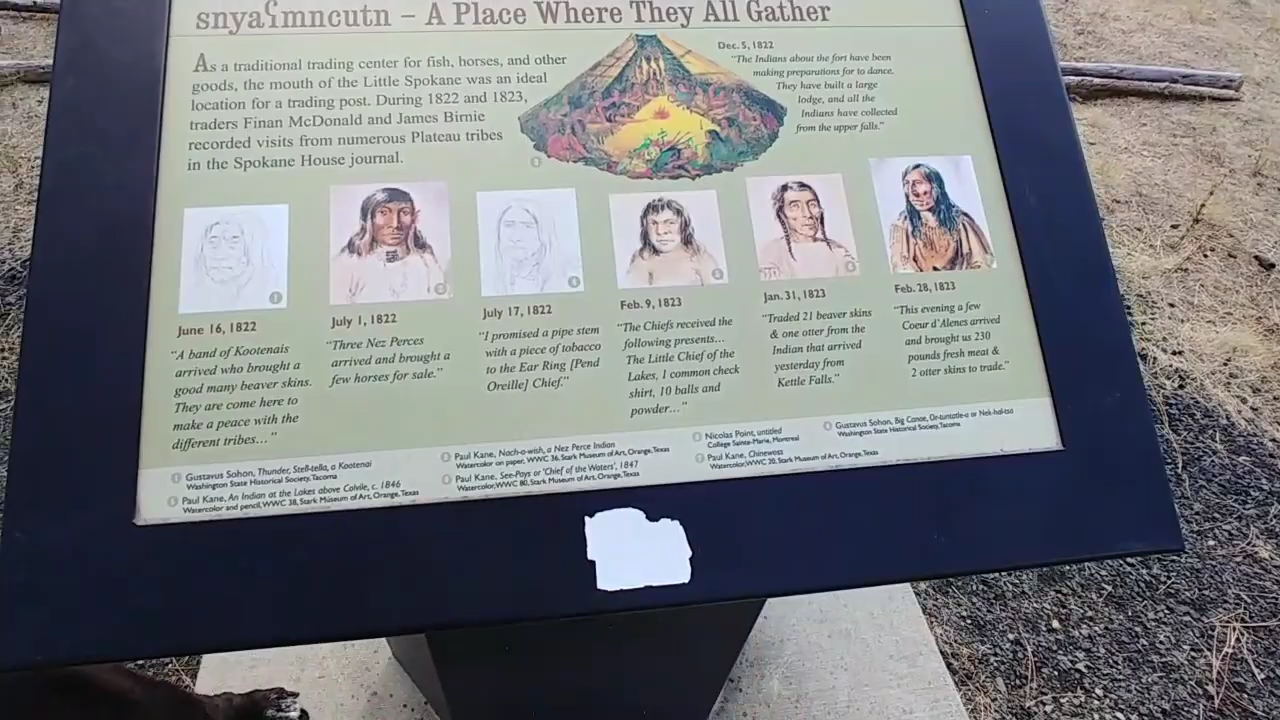 snyaʕmncutn – A Place Where They All Gather
As a traditional trading center for fish, horses, and other
goods, the mouth of the Little Spokane was an ideal
location for a trading post. During 1822 and 1823,
traders Finan McDonald and James Birnie
recorded visits from numerous Plateau tribes
in the Spokane House journal.
Dec. 5, 1822
"The Indians about the fort have been
making preparations for to dance.
They have built a large
lodge, and all the
Indians have collected
from the upper falls."
June 16, 1822
"A band of Kootenais
arrived who brought a
good many beaver skins.
They are come here to
make a peace with the
different tribes…"
July 1, 1822
"Three Nez Perces
arrived and brought a
few horses for sale."
July 17, 1822
"I promised a pipe stem
with a piece of tobacco
to the Ear Ring [Pend
Oreille] Chief."
Feb. 9, 1823
"The Chiefs received the
following presents…
The Little Chief of the
Lakes, 1 common check
shirt, 10 balls and
powder…"
Jan. 31, 1823
"Traded 21 beaver skins
& one otter from the
Indian that arrived
yesterday from
Kettle Falls."
Feb. 28, 1823
"This evening a few
Coeur d'Alenes arrived
and brought us 230
pounds fresh meat &
2 otter skins to trade."
Gustavus Sohon, Thunder, Stell-tella, a Kootenai
Washington State Historical Society, Tacoma
Paul Kane, An Indian at the Lakes above Colvile, c. 1846
Watercolor and pencil, WWC 38, Stark Museum of Art, Orange, Texas
Paul Kane, Nach-o-wish, a Nez Perce Indian
Watercolor on paper, WWC 36, Stark Museum of Art, Orange, Texas
Paul Kane, See-Pays or 'Chief of the Waters', 1847
Watercolor, WWC 80, Stark Museum of Art, Orange, Texas
Nicolas Point, untitled
Collège Sainte-Marie, Montreal
Paul Kane, Chinewoss
Watercolor, WWC 20, Stark Museum of Art, Orange, Texas
Gustavus Sohon, Big Canoe, Or-tuntatle-a or Nek-hal-tsa
Washington State Historical Society, Tacoma